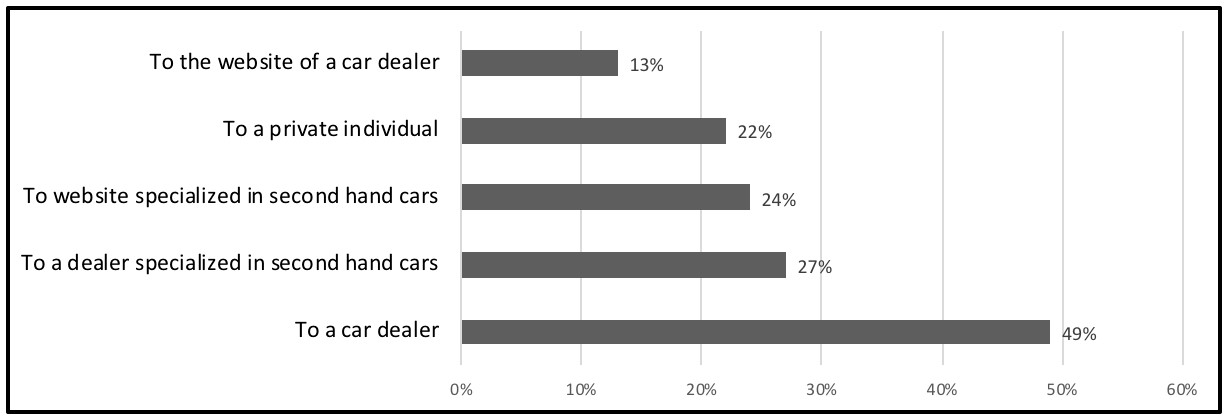 To the website of a car dealer 13%
To a private individual 22%
To website specialized in second hand cars 24%
To a dealer specialized in second hand cars 27%
To a car dealer 49%
0% 10% 20% 30% 40% 50% 60%